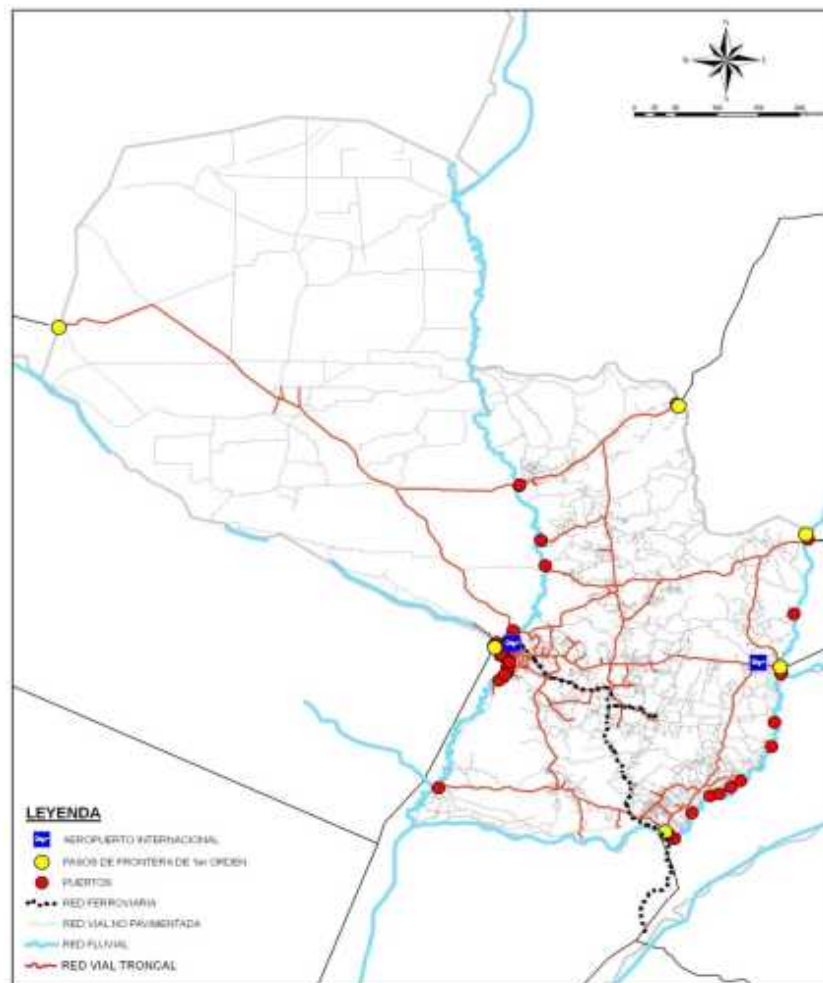 N
LEYENDA
AEROPUERTO INTERNACIONAL
PASOS DE FRONTERA DE 1er ORDEN
PUERTOS
RED FERROVIARIA
RED VIAL NO PAVIMENTADA
RED FLUVIAL
RED VIAL TRONCAL